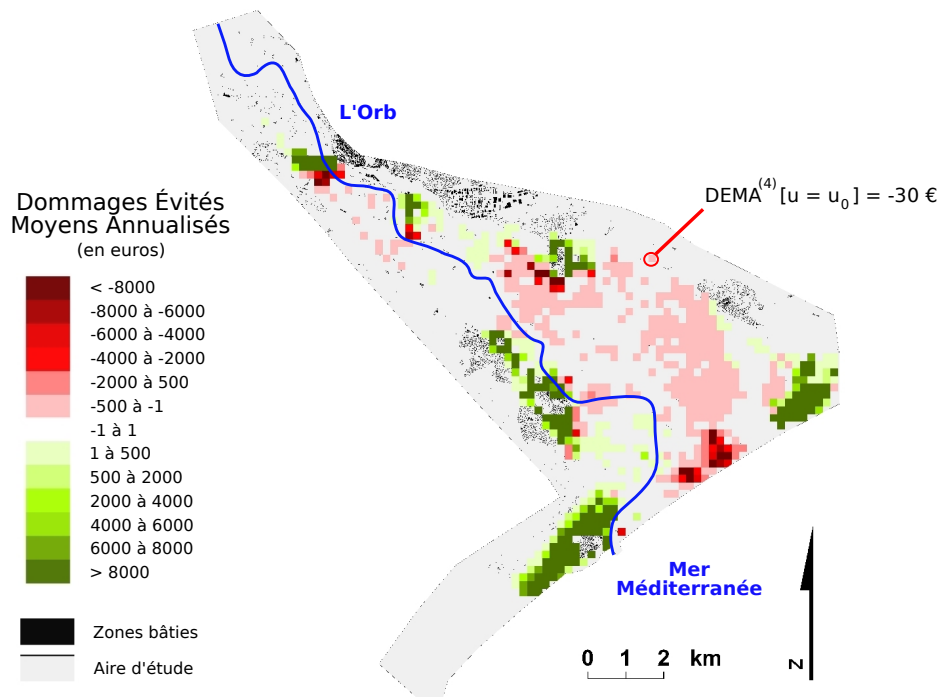 L'Orb
DEMA(4) [u = u0] = -30 €
Dommages Évités
Moyens Annualisés
(en euros)
< -8000
-8000 à -6000
-6000 à -4000
-4000 à -2000
-2000 à 500
-500 à -1
-1 à 1
1 à 500
500 à 2000
2000 à 4000
4000 à 6000
6000 à 8000
> 8000
Zones bâties
Aire d'étude
Mer
Méditerranée
0 1 2 km
N